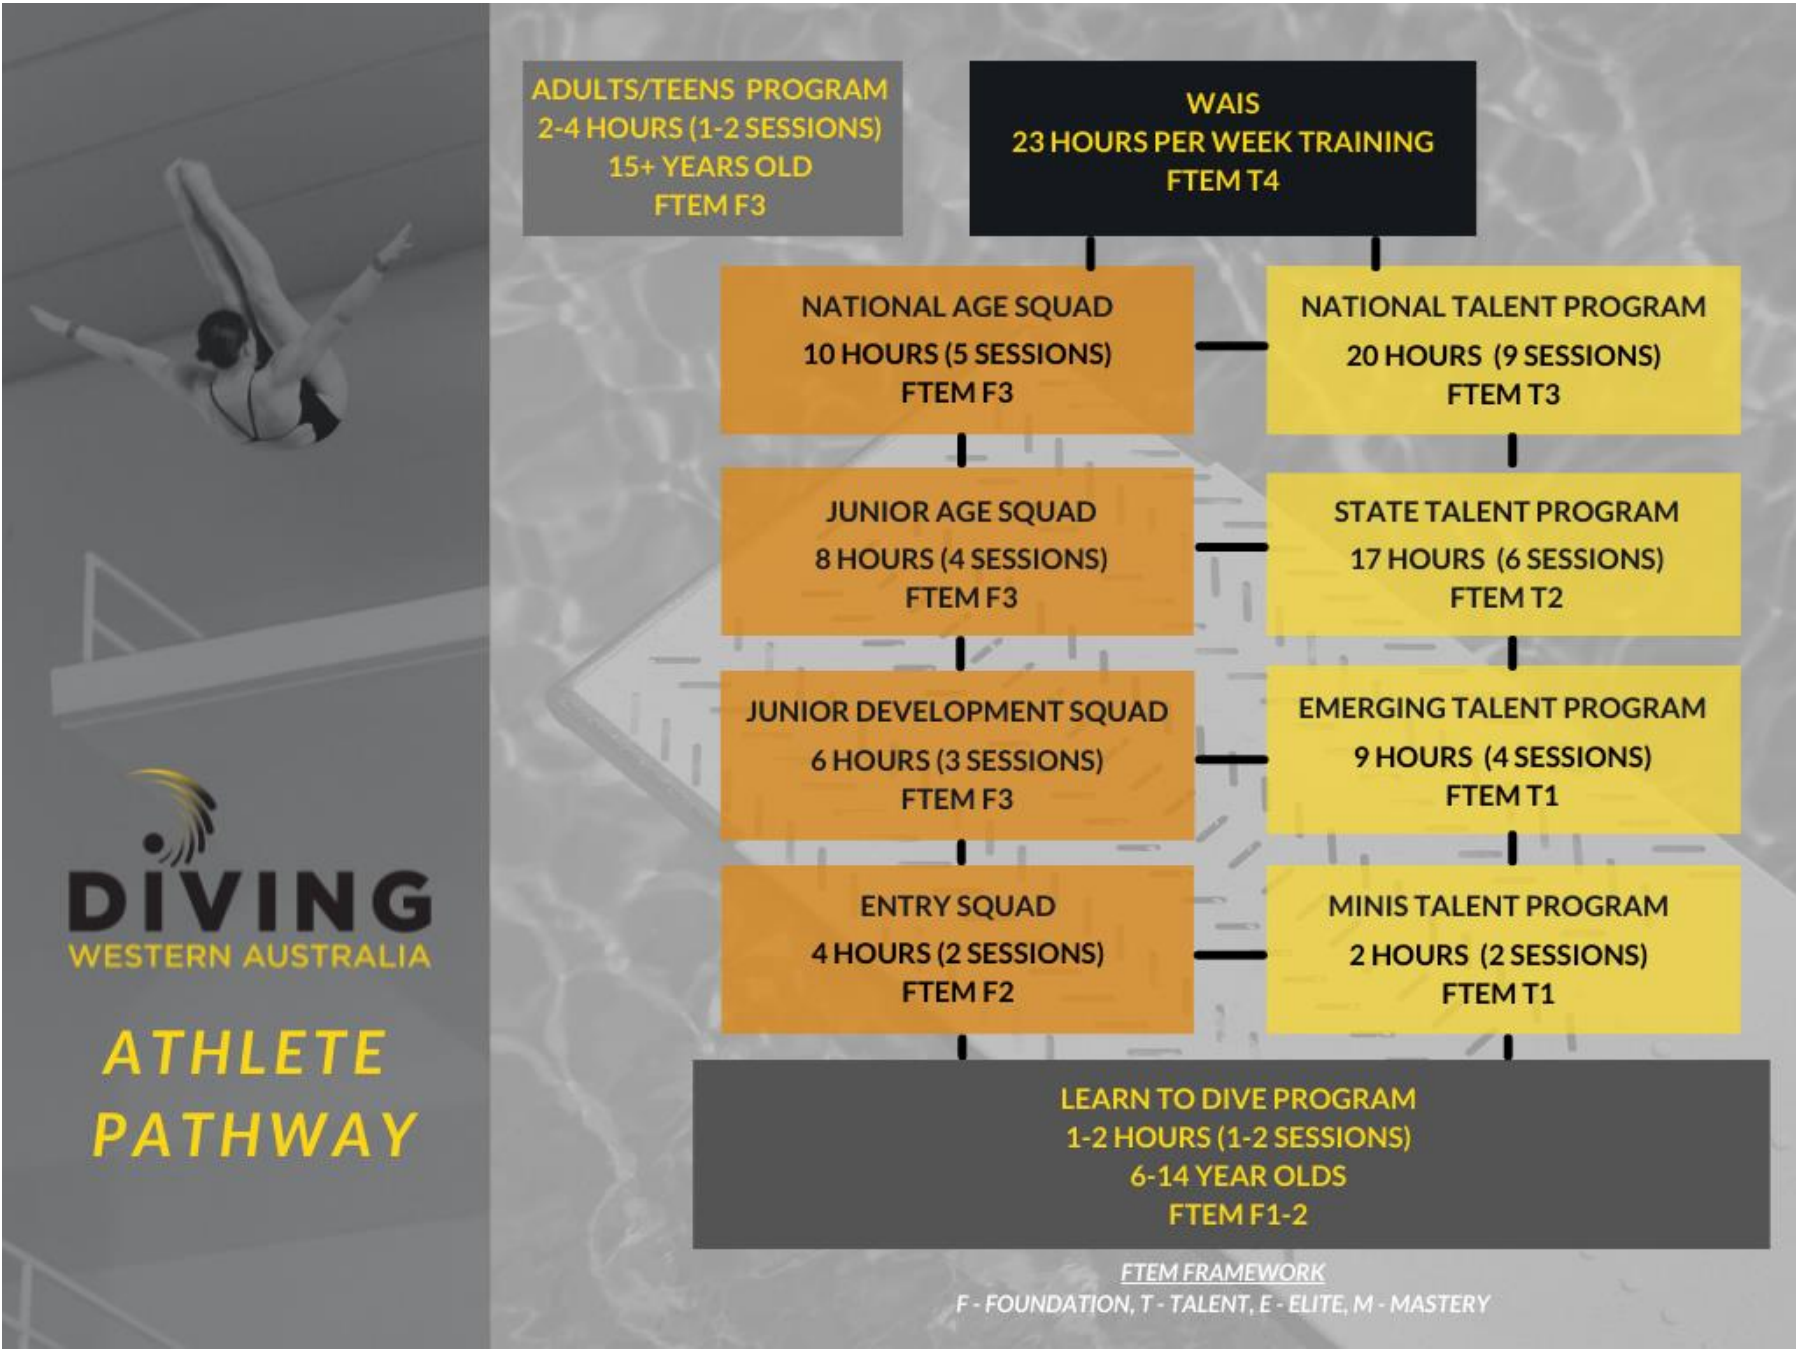 ADULTS/TEENS PROGRAM
2-4 HOURS (1-2 SESSIONS)
15+ YEARS OLD
FTEM F3
WAIS
23 HOURS PER WEEK TRAINING
FTEM T4
NATIONAL AGE SQUAD
10 HOURS (5 SESSIONS)
FTEM F3
NATIONAL TALENT PROGRAM
20 HOURS (9 SESSIONS)
FTEM T3
JUNIOR AGE SQUAD
8 HOURS (4 SESSIONS)
FTEM F3
STATE TALENT PROGRAM
17 HOURS (6 SESSIONS)
FTEM T2
JUNIOR DEVELOPMENT SQUAD
6 HOURS (3 SESSIONS)
FTEM F3
EMERGING TALENT PROGRAM
9 HOURS (4 SESSIONS)
FTEM T1
ENTRY SQUAD
4 HOURS (2 SESSIONS)
FTEM F2
MINIS TALENT PROGRAM
2 HOURS (2 SESSIONS)
FTEM T1
DIVING
WESTERN AUSTRALIA
ATHLETE
PATHWAY
LEARN TO DIVE PROGRAM
1-2 HOURS (1-2 SESSIONS)
6-14 YEAR OLDS
FTEM F1-2
FTEM FRAMEWORK
F - FOUNDATION, T - TALENT, E - ELITE, M - MASTERY